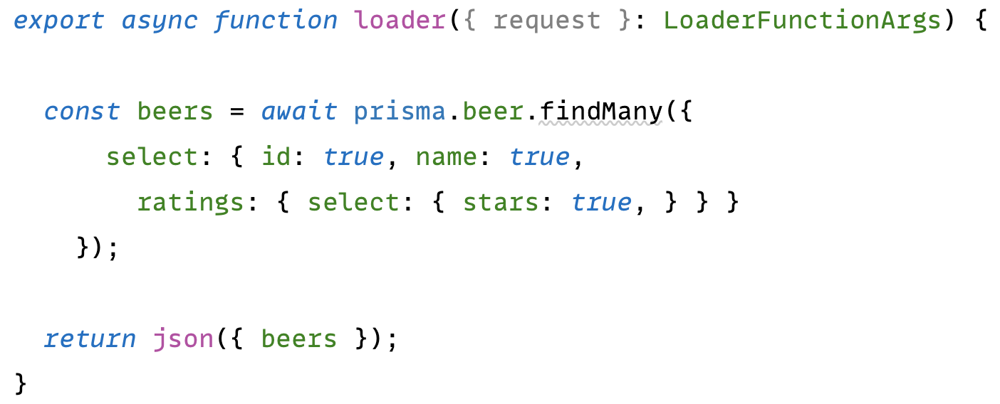 export async function loader({ request }: LoaderFunctionArgs) {
const beers = await prisma.beer.findMany({
select: { id: true, name: true,
ratings: { select: { stars: true, } } }
});
return json({ beers });
}